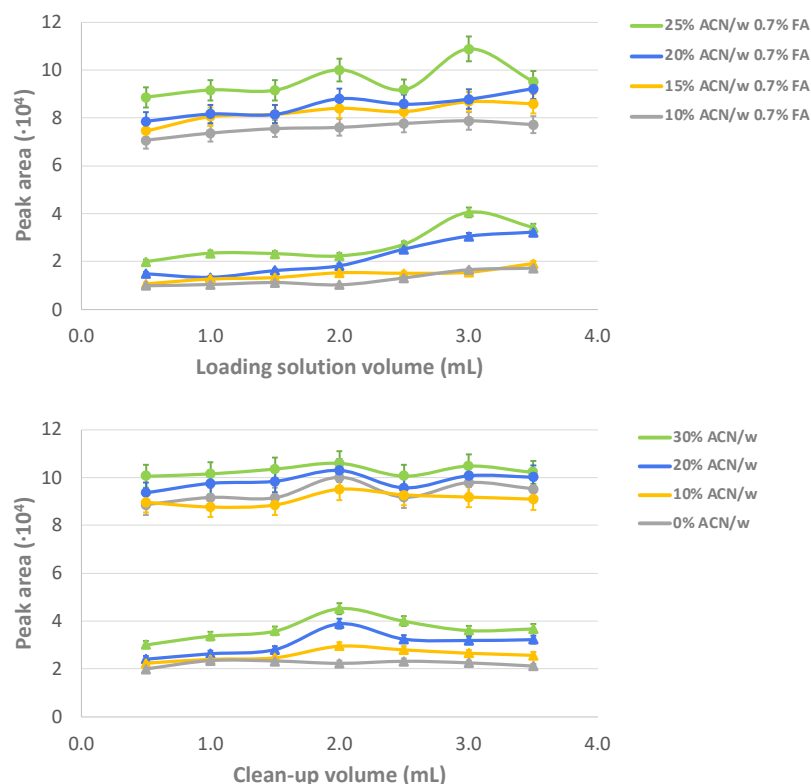 12
10
8
6
4
2
0
Peak area (·10⁴)
0.0 1.0 2.0 3.0 4.0
Loading solution volume (mL)
25% ACN/w 0.7% FA
20% ACN/w 0.7% FA
15% ACN/w 0.7% FA
10% ACN/w 0.7% FA
12
10
8
6
4
2
0
Peak area (·10⁴)
0.0 1.0 2.0 3.0 4.0
Clean-up volume (mL)
30% ACN/w
20% ACN/w
10% ACN/w
0% ACN/w